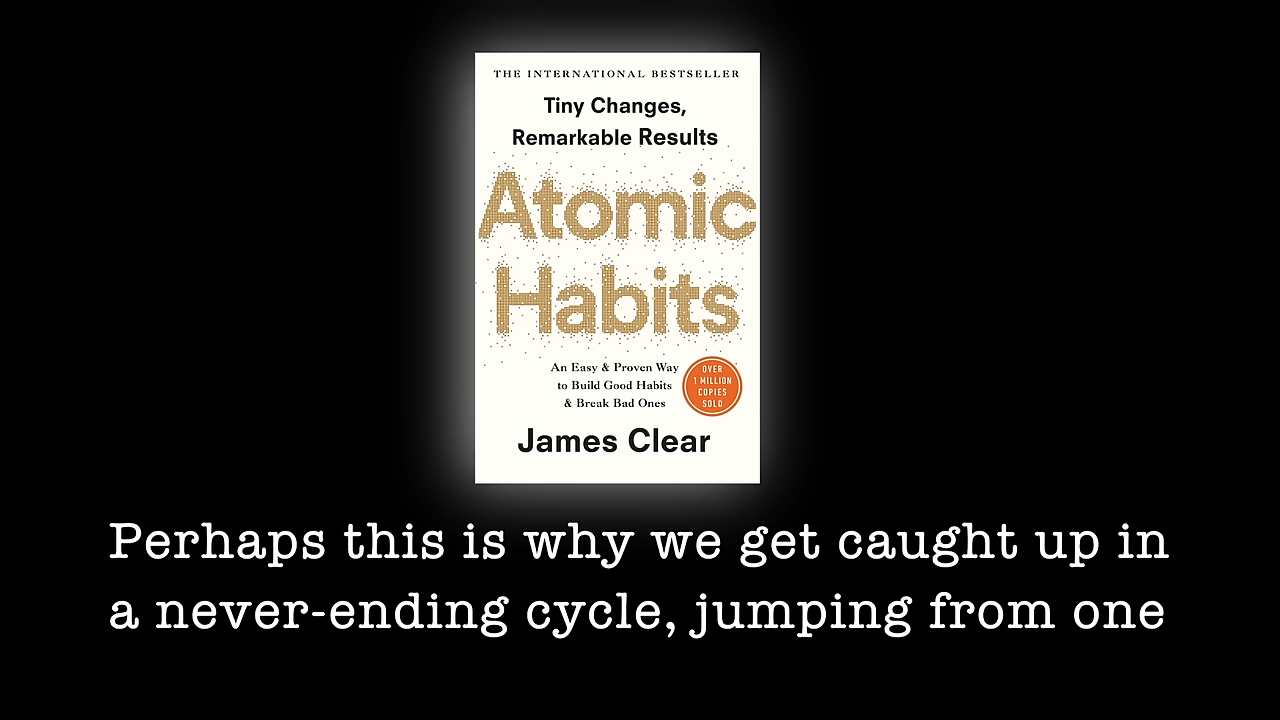 THE INTERNATIONAL BESTSELLER
Tiny Changes,
Remarkable Results
Atomic
Habits
An Easy & Proven Way
to Build Good Habits
& Break Bad Ones
OVER
1 MILLION
COPIES
SOLD
James Clear
Perhaps this is why we get caught up in
a never-ending cycle, jumping from one